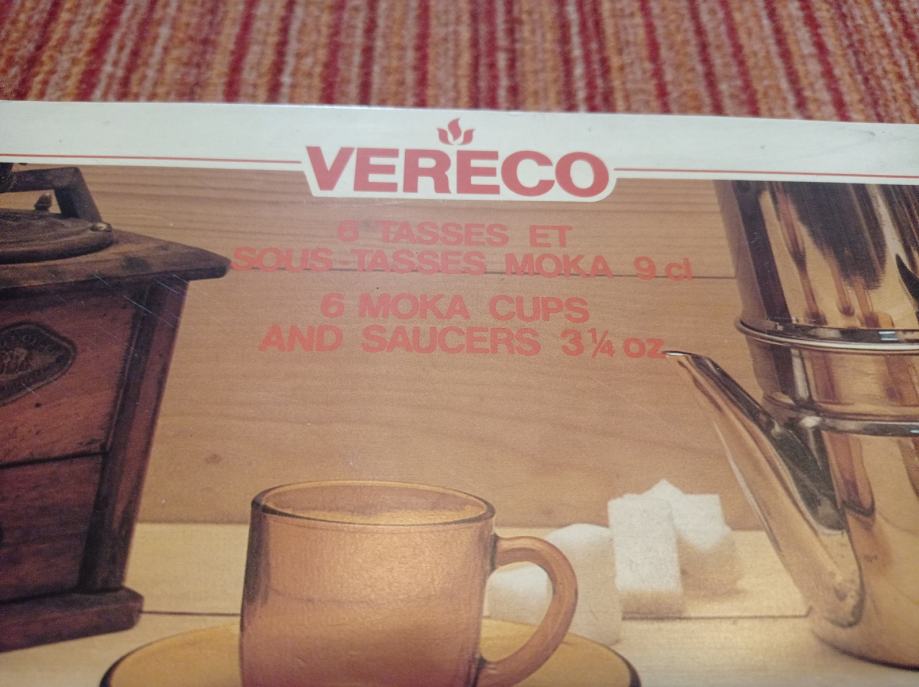 VERECO
6 TASSES ET
SOUS-TASSES MOKA 9 cl
6 MOKA CUPS
AND SAUCERS 3¼ oz